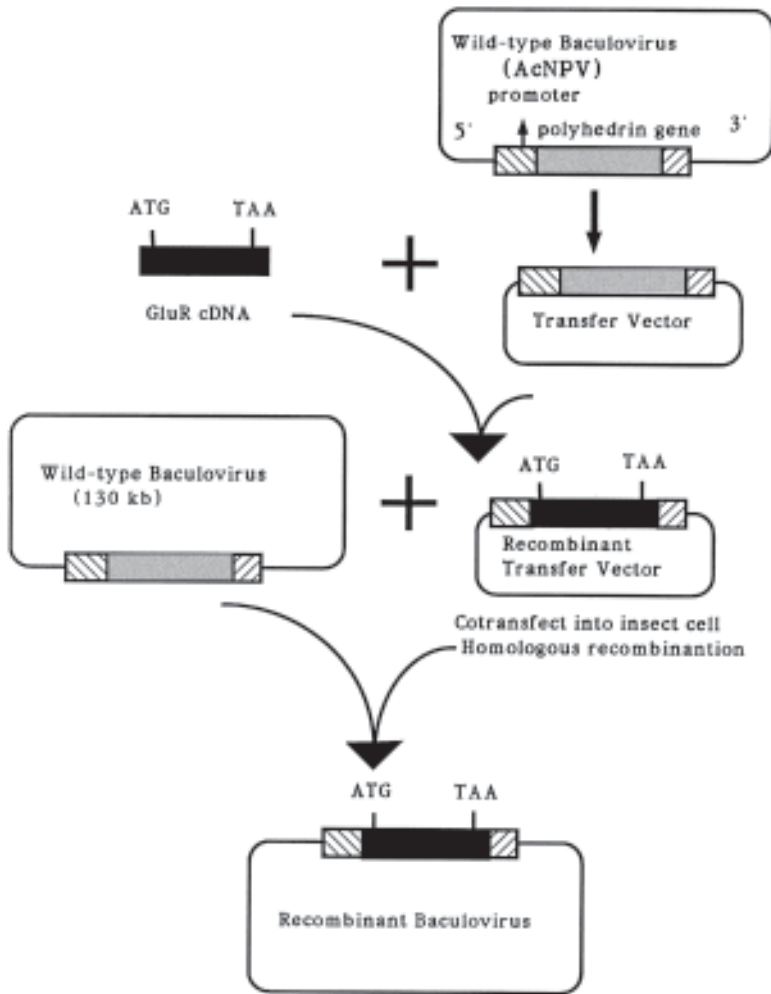 Wild-type Baculovirus
(AcNPV)
promoter
5' polyhedrin gene 3'
ATG TAA
GluR cDNA
Transfer Vector
Wild-type Baculovirus
(130 kb)
ATG TAA
Recombinant
Transfer Vector
Cotransfect into insect cell
Homologous recombinantion
ATG TAA
Recombinant Baculovirus